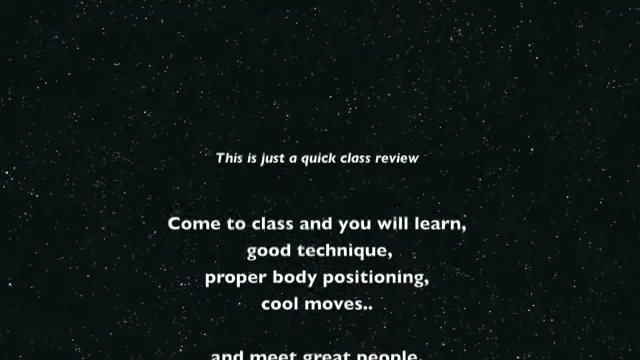 This is just a quick class review
Come to class and you will learn,
good technique,
proper body positioning,
cool moves..
and meet great people.